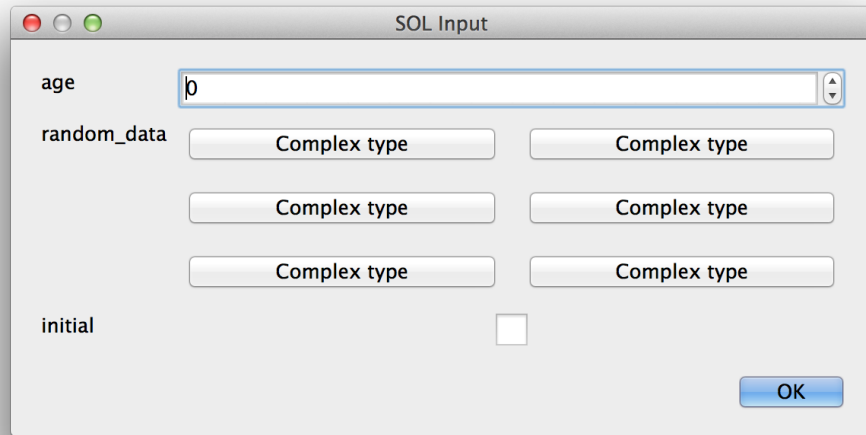 SOL Input
age 0
random_data Complex type Complex type
Complex type Complex type
Complex type Complex type
initial
OK